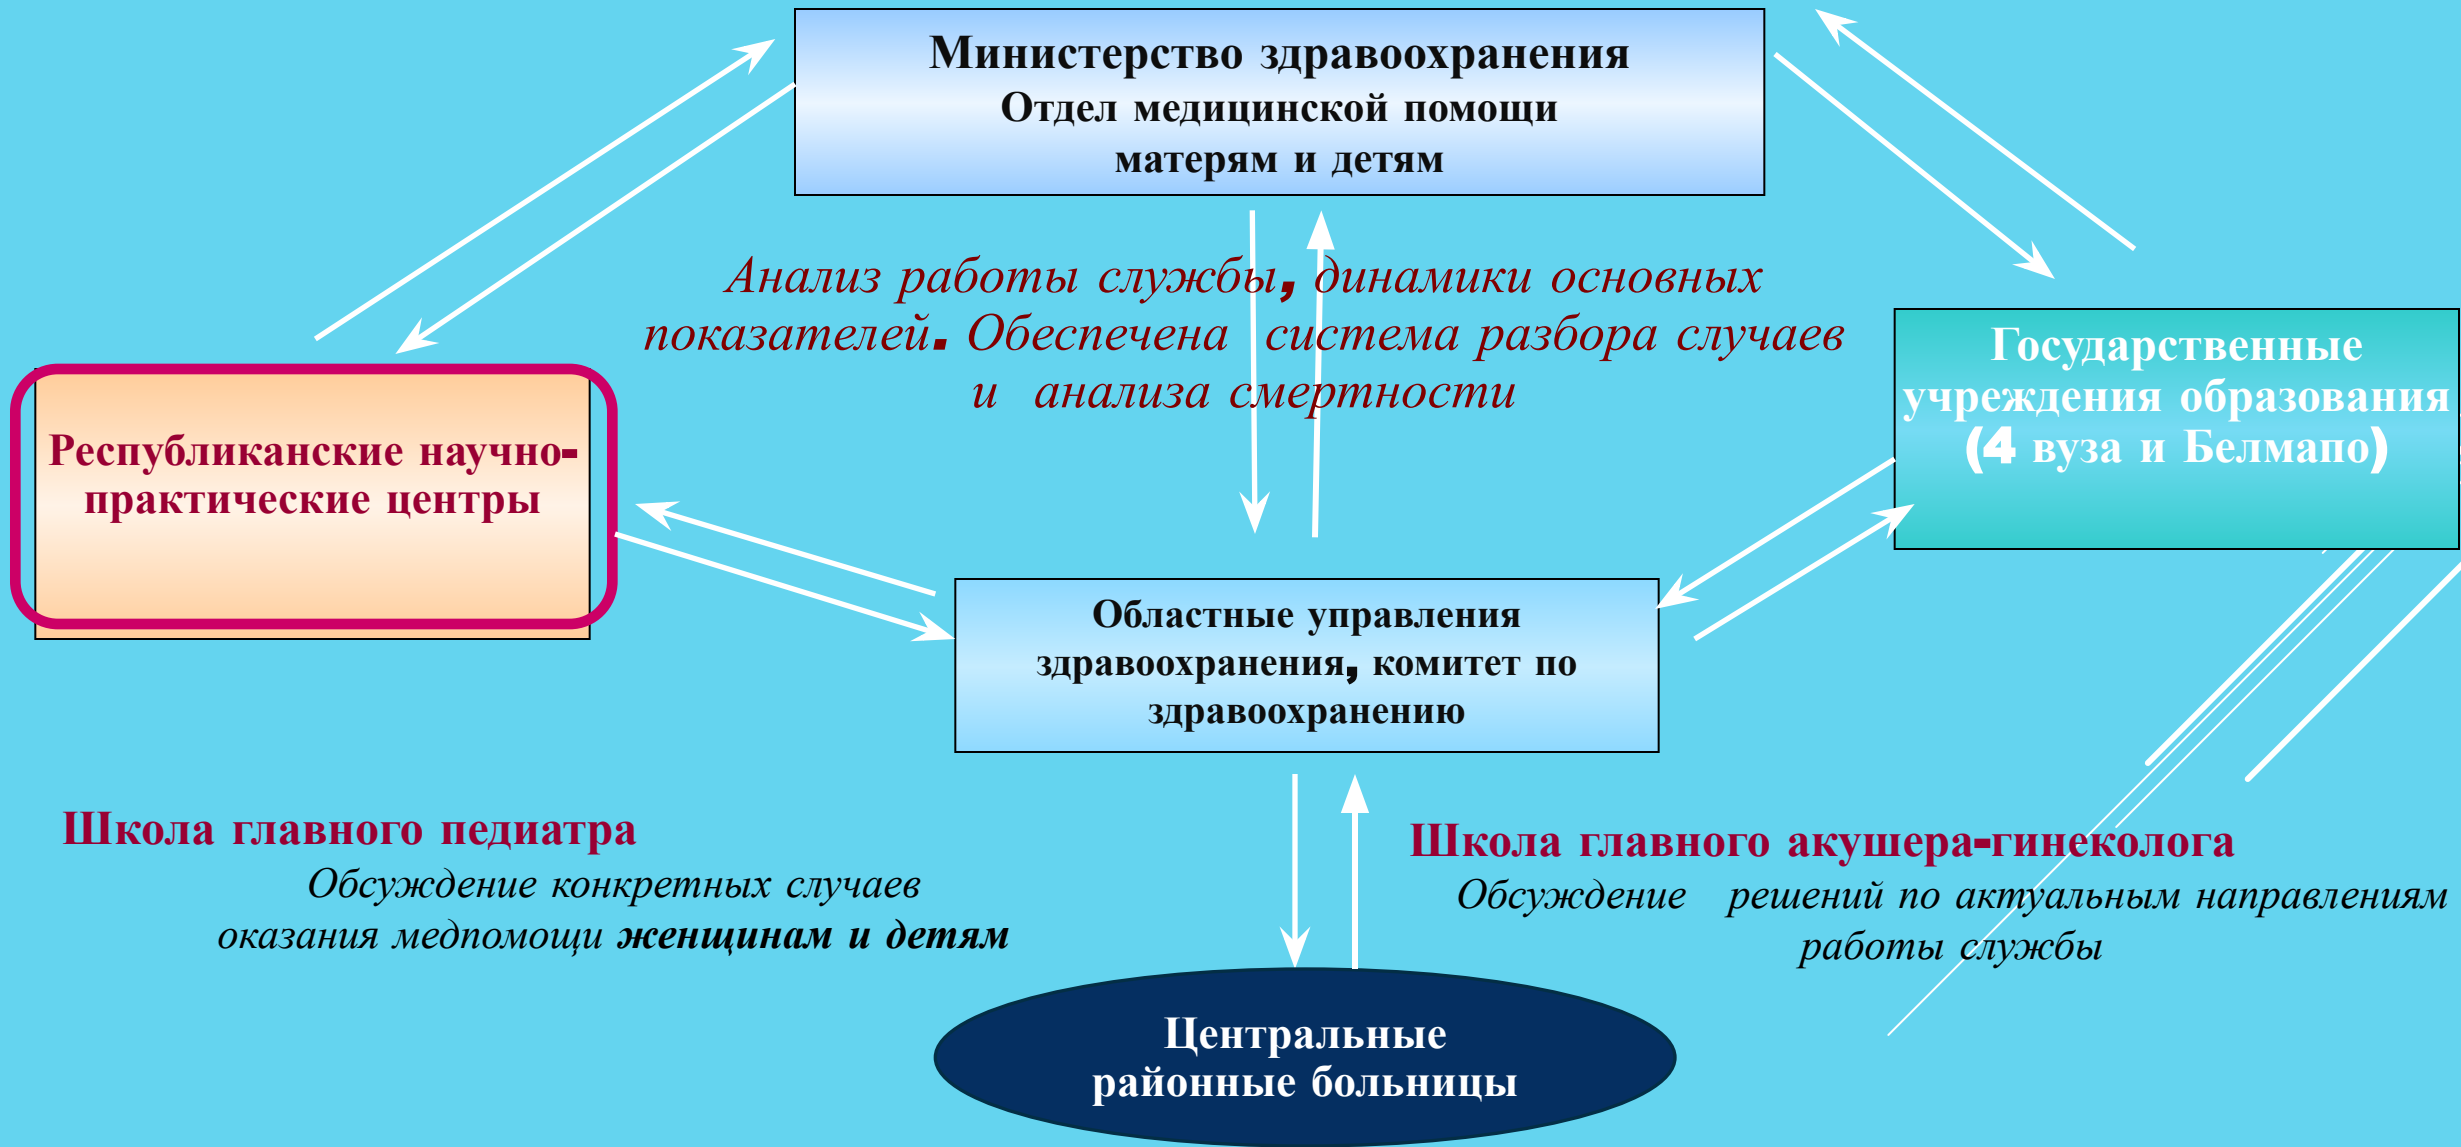 Министерство здравоохранения
Отдел медицинской помощи
матерям и детям
Анализ работы службы, динамики основных
показателей. Обеспечена система разбора случаев
и анализа смертности
Государственные
учреждения образования
(4 вуза и Белмапо)
Республиканские научно-
практические центры
Областные управления
здравоохранения, комитет по
здравоохранению
Школа главного педиатра
Обсуждение конкретных случаев
оказания медпомощи женщинам и детям
Школа главного акушера-гинеколога
Обсуждение решений по актуальным направлениям
работы службы
Центральные
районные больницы